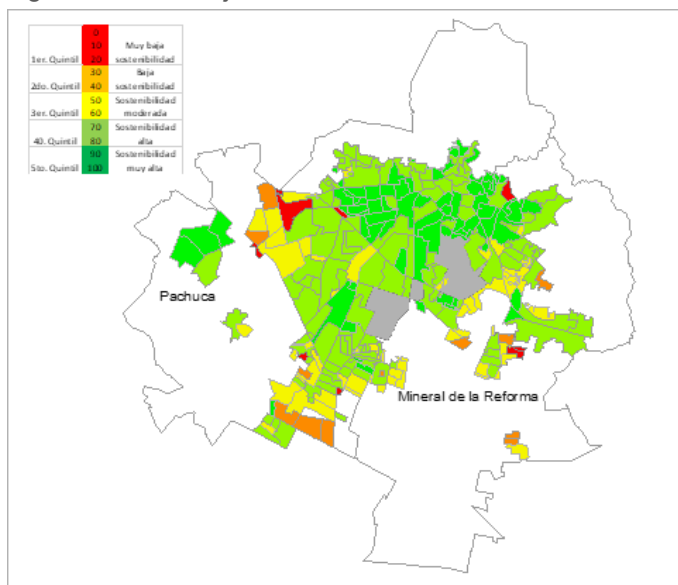 0
10 Muy baja
1er. Quintil 20 sostenibilidad
30 Baja
2do. Quintil 40 sostenibilidad
50 Sostenibilidad
3er. Quintil 60 moderada
70 Sostenibilidad
4o. Quintil 80 alta
90 Sostenibilidad
5to. Quintil 100 muy alta
Pachuca
Mineral de la Reforma